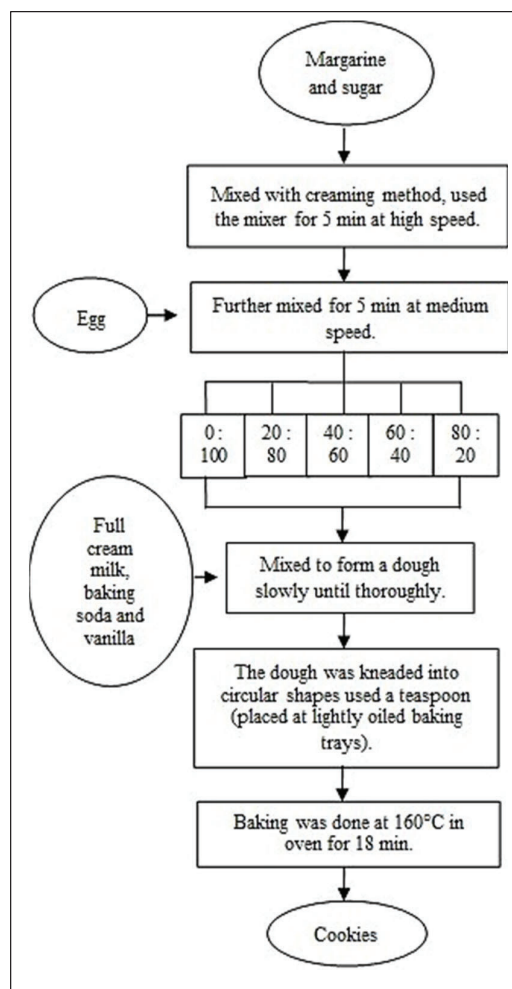 Margarine
and sugar
Mixed with creaming method, used
the mixer for 5 min at high speed.
Egg
Further mixed for 5 min at medium
speed.
0 :
100
20 :
80
40 :
60
60 :
40
80 :
20
Full
cream
milk,
baking
soda and
vanilla
Mixed to form a dough
slowly until thoroughly.
The dough was kneaded into
circular shapes used a teaspoon
(placed at lightly oiled baking
trays).
Baking was done at 160°C in
oven for 18 min.
Cookies